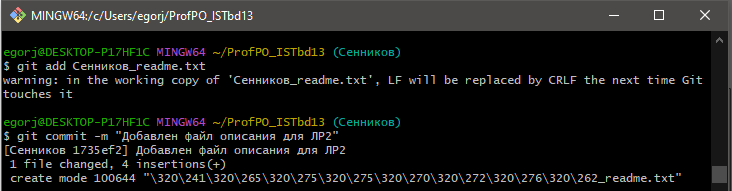 MINGW64:/c/Users/egorj/ProfPO_ISTbd13
egorj@DESKTOP-P17HF1C MINGW64 ~/ProfPO_ISTbd13 (Сенников)
$ git add Сенников_readme.txt
warning: in the working copy of 'Сенников_readme.txt', LF will be replaced by CRLF the next time Git
touches it
egorj@DESKTOP-P17HF1C MINGW64 ~/ProfPO_ISTbd13 (Сенников)
$ git commit -m "Добавлен файл описания для ЛР2"
[Сенников 1735ef2] Добавлен файл описания для ЛР2
1 file changed, 4 insertions(+)
create mode 100644 "\320\241\320\265\320\275\320\275\320\270\320\272\320\276\320\262_readme.txt"